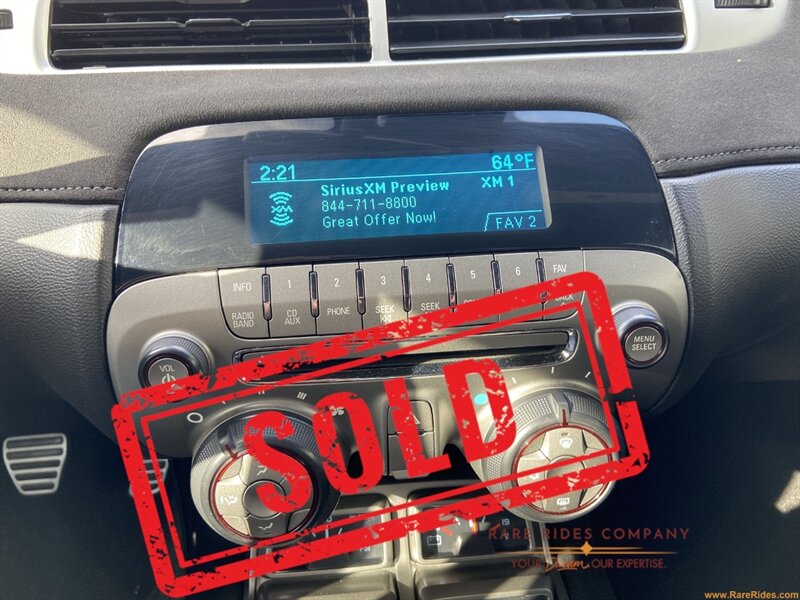 2:21 64°F
SiriusXM Preview XM 1
XM
844-711-8800
Great Offer Now!
FAV 2
INFO 1 2 3 4 5 6 FAV
RADIO BAND CD AUX PHONE SEEK SEEK BACK
VOL
MENU SELECT
SOLD
RARE RIDES COMPANY
YOUR Dream. OUR EXPERTISE.
www.RareRides.com